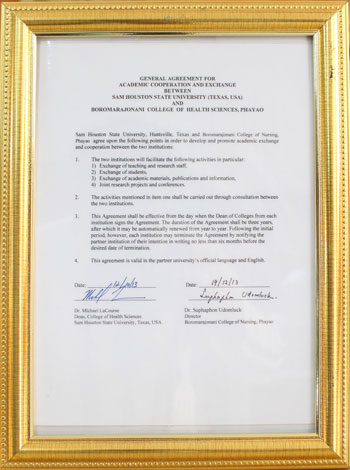 GENERAL AGREEMENT FOR
ACADEMIC COOPERATION AND EXCHANGE
BETWEEN
SAM HOUSTON STATE UNIVERSITY (TEXAS, USA)
AND
BOROMARAJONANI COLLEGE OF HEALTH SCIENCES, PHAYAO
Sam Houston State University, Huntsville, Texas and Boromarajonani College of Nursing,
Phayao agree upon the following points in order to develop and promote academic exchange
and cooperation between the two institutions:
1. The two institutions will facilitate the following activities in particular:
1) Exchange of teaching and research staff,
2) Exchange of students,
3) Exchange of academic materials, publications and information,
4) Joint research projects and conferences.
2. The activities mentioned in item one shall be carried out through consultation between
the two institutions.
3. This Agreement shall be effective from the day when the Dean of Colleges from each
institution signs the Agreement. The duration of the Agreement shall be three years,
after which it may be automatically renewed from year to year. Following the initial
period, however, each institution may terminate the Agreement by notifying the
partner institution of their intention in writing no less than six months before the
desired date of termination.
4. This agreement is valid in the partner university's official language and English.
Date: Date: 19/12/13
Suphaphon Udomluck
Dr. Michael LaCourse Dr. Suphaphon Udomluck
Dean, College of Health Sciences Director
Sam Houston State University, Texas, USA Boromarajonani College of Nursing, Phayao